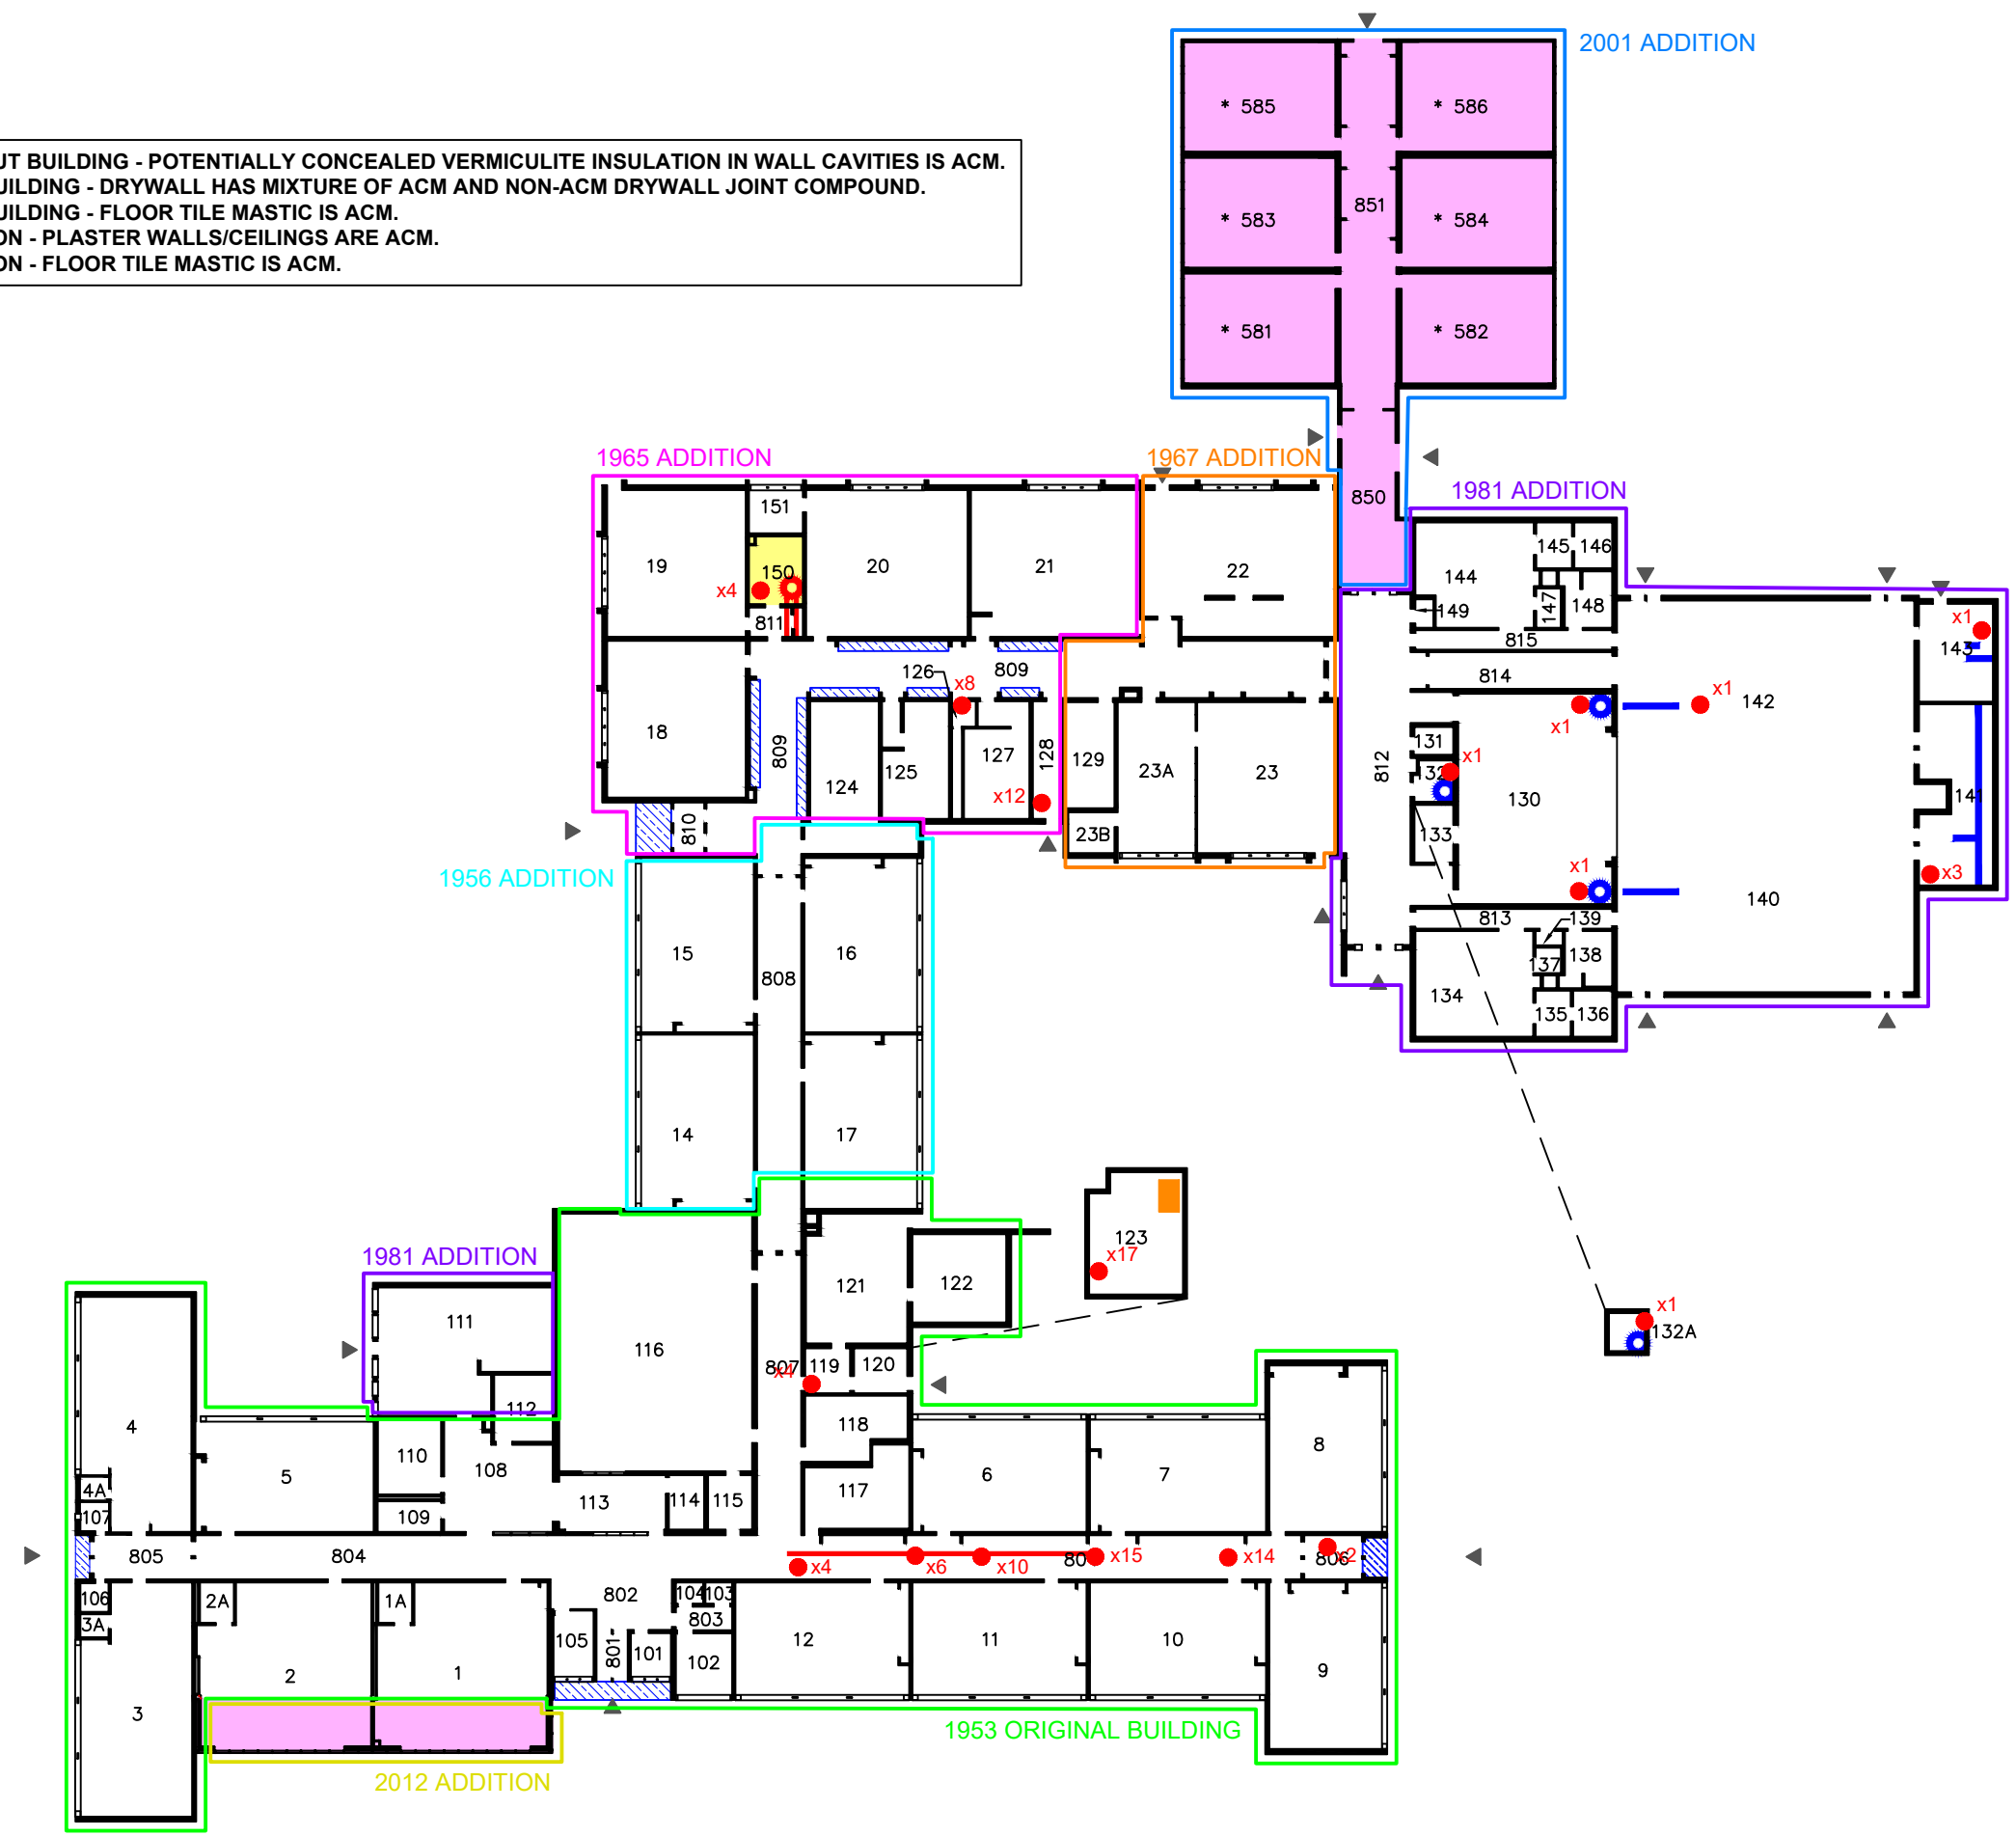 2001 ADDITION
UT BUILDING - POTENTIALLY CONCEALED VERMICULITE INSULATION IN WALL CAVITIES IS ACM.
UILDING - DRYWALL HAS MIXTURE OF ACM AND NON-ACM DRYWALL JOINT COMPOUND.
UILDING - FLOOR TILE MASTIC IS ACM.
ON - PLASTER WALLS/CEILINGS ARE ACM.
ON - FLOOR TILE MASTIC IS ACM.
* 585
* 586
851
* 583
* 584
* 581
* 582
1965 ADDITION
1967 ADDITION
1981 ADDITION
850
151
19
150
x4
20
21
22
811
145
146
144
147
148
149
815
814
x1
143
126
809
x8
18
809
124
125
127
128
x12
129
23A
23
23B
810
812
131
132
x1
133
130
x1
x1
142
141
x3
x1
140
813
139
138
137
134
135
136
1956 ADDITION
15
808
16
14
17
123
x17
1981 ADDITION
111
112
116
121
122
807
x4
119
120
118
117
x1
132A
4
4A
107
5
110
109
108
113
114
115
6
7
8
805
804
x4
x6
x10
80
x15
x14
806
x2
106
3A
2A
1A
802
104
103
803
105
801
101
102
12
11
10
9
3
2
1
1953 ORIGINAL BUILDING
2012 ADDITION